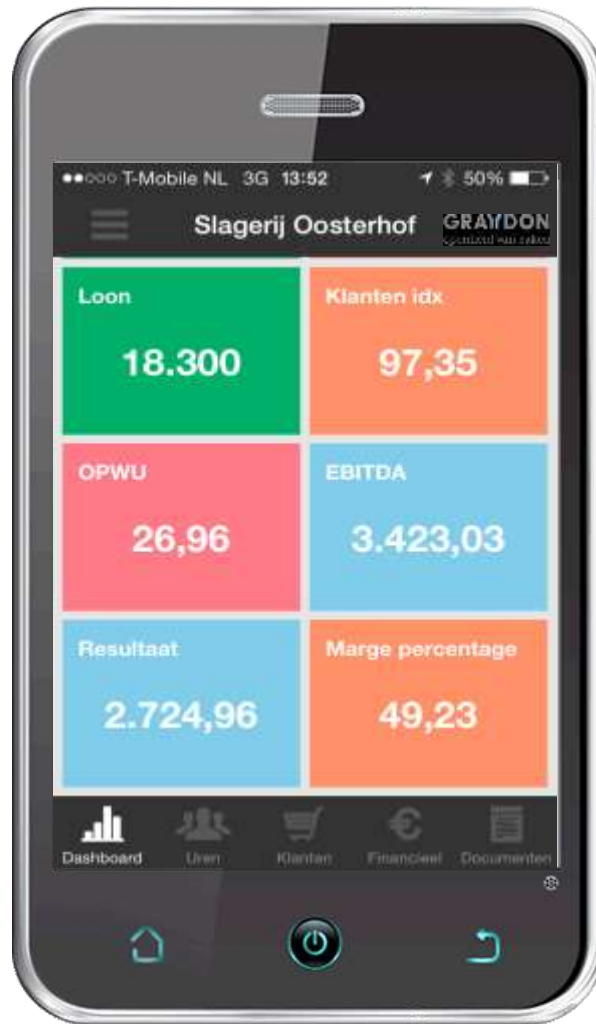 T-Mobile NL 3G 13:52 50%
Slagerij Oosterhof
GRAYDON
Loon
18.300
Klanten idx
97,35
OPWU
26,96
EBITDA
3.423,03
Resultaat
2.724,96
Marge percentage
49,23
Dashboard Uren Klanten Financieel Documenten